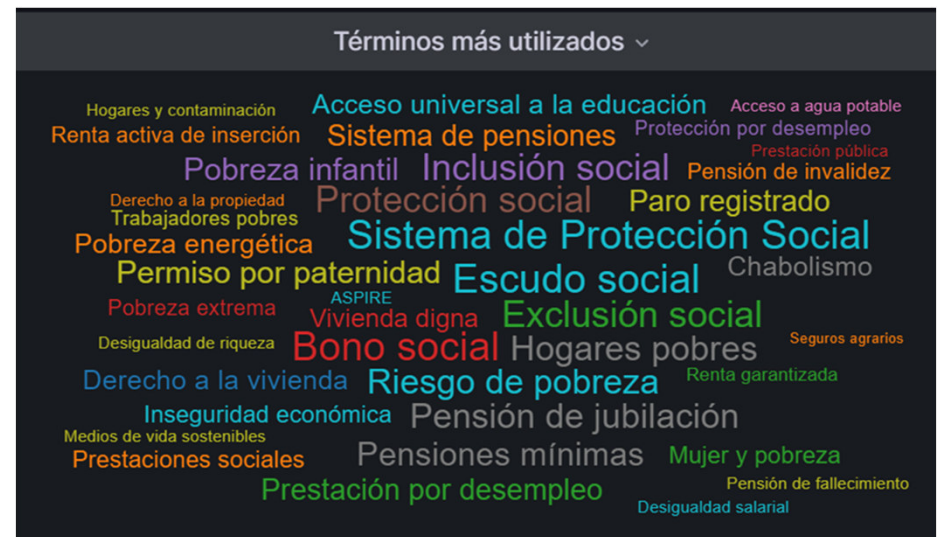 Términos más utilizados
Hogares y contaminación
Acceso universal a la educación
Acceso a agua potable
Renta activa de inserción
Sistema de pensiones
Protección por desempleo
Prestación pública
Pobreza infantil
Inclusión social
Pensión de invalidez
Derecho a la propiedad
Protección social
Paro registrado
Trabajadores pobres
Pobreza energética
Sistema de Protección Social
Permiso por paternidad
Escudo social
Chabolismo
ASPIRE
Pobreza extrema
Vivienda digna
Exclusión social
Desigualdad de riqueza
Bono social
Hogares pobres
Seguros agrarios
Derecho a la vivienda
Riesgo de pobreza
Renta garantizada
Inseguridad económica
Pensión de jubilación
Medios de vida sostenibles
Prestaciones sociales
Pensiones mínimas
Mujer y pobreza
Prestación por desempleo
Pensión de fallecimiento
Desigualdad salarial